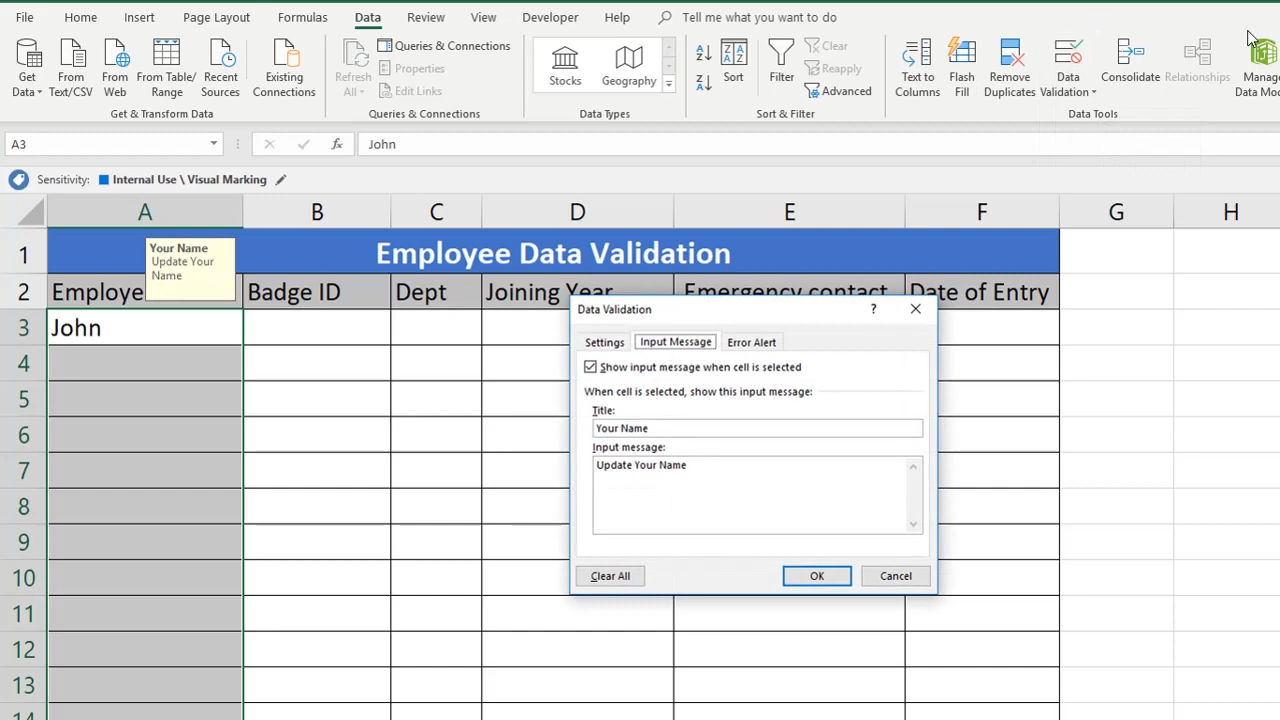 File Home Insert Page Layout Formulas Data Review View Developer Help Tell me what you want to do
Get Data
From Text/CSV
From Web
From Table/ Range
Recent Sources
Existing Connections
Get & Transform Data
Refresh All
Queries & Connections
Properties
Edit Links
Queries & Connections
Stocks
Geography
Data Types
Sort
Filter
Clear
Reapply
Advanced
Sort & Filter
Text to Columns
Flash Fill
Remove Duplicates
Data Validation
Consolidate
Relationships
Manage
Data Mo
Data Tools
A3 fx John
Sensitivity: Internal Use \ Visual Marking
A B C D E F G H
1 Employee Data Validation
Your Name
Update Your
Name
2 Employe Badge ID Dept Joining Year Emergency contact Date of Entry
3 John
4
5
6
7
8
9
10
11
12
13
14
Data Validation ?
Settings Input Message Error Alert
Show input message when cell is selected
When cell is selected, show this input message:
Title:
Your Name
Input message:
Update Your Name
Clear All OK Cancel